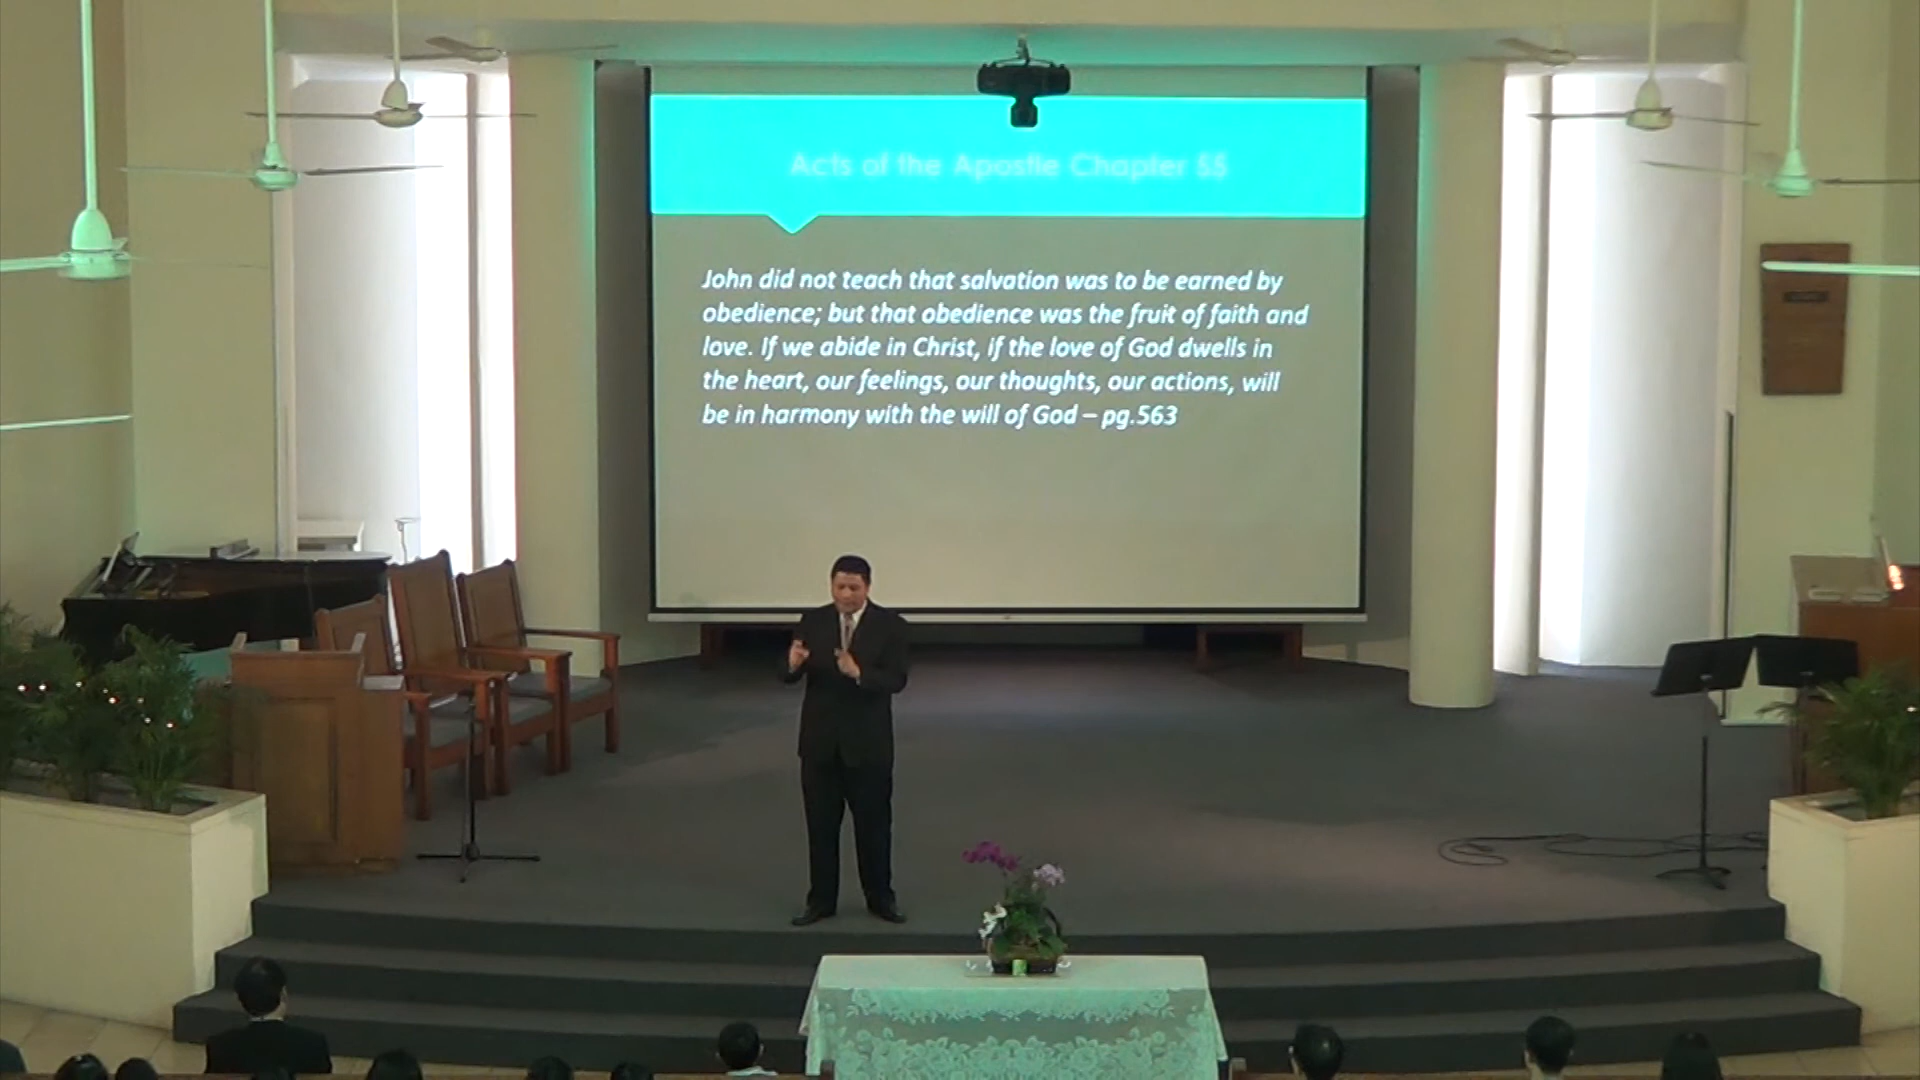 Acts of the Apostle Chapter 55
John did not teach that salvation was to be earned by
obedience; but that obedience was the fruit of faith and
love. If we abide in Christ, if the love of God dwells in
the heart, our feelings, our thoughts, our actions, will
be in harmony with the will of God – pg.563